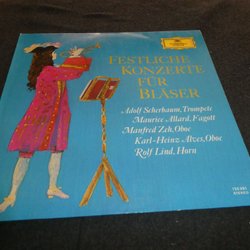 FESTLICHE
KONZERTE
FÜR
BLÄSER
Adolf Scherbaum, Trompete
Maurice Allard, Fagott
Manfred Zeh, Oboe
Karl-Heinz Alves, Oboe
Rolf Lind, Horn
STEREO